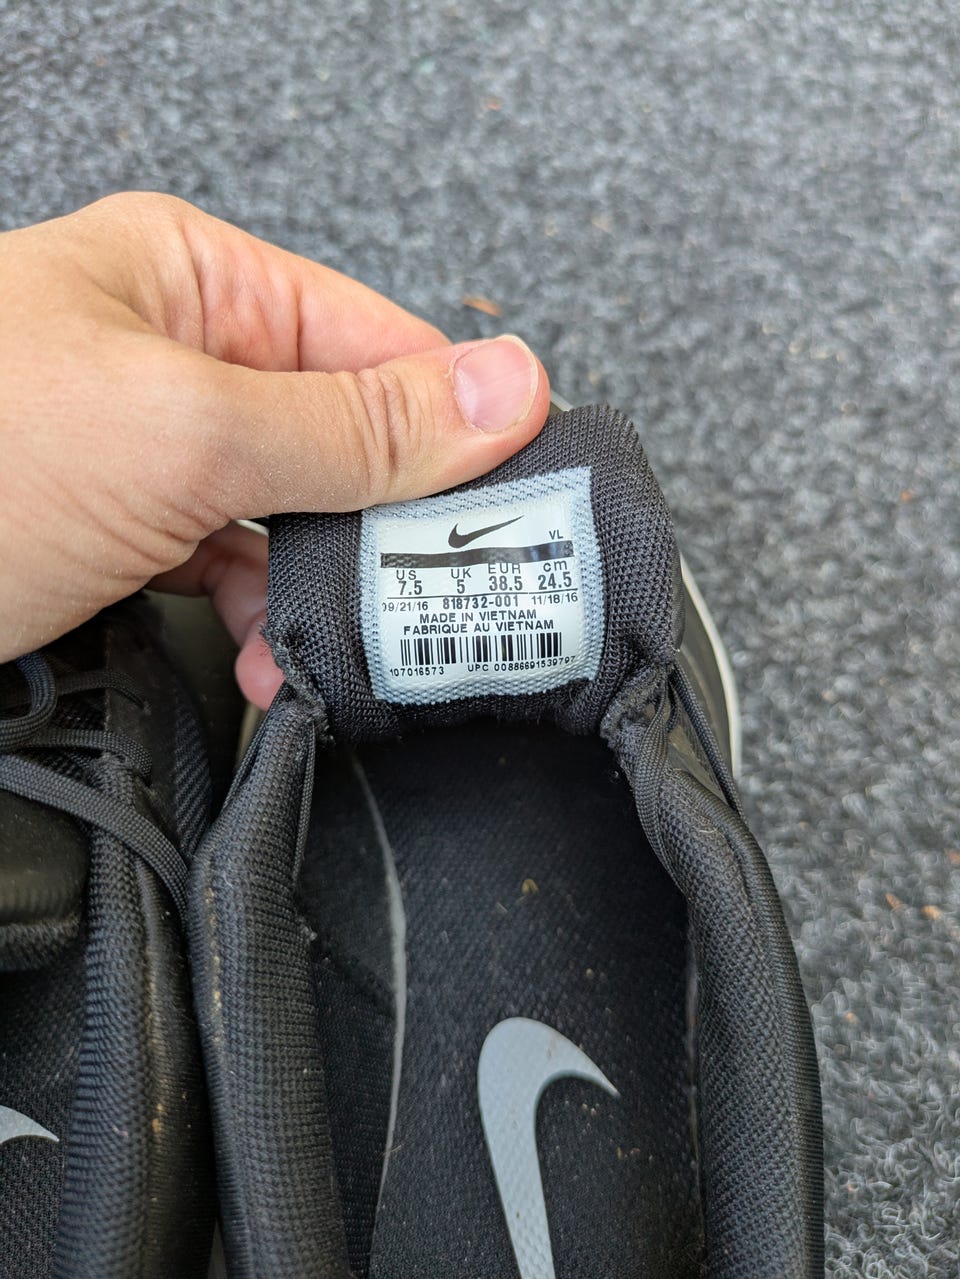 VL
US UK EUR cm
7.5 5 38.5 24.5
09/21/16 818732-001 11/18/16
MADE IN VIETNAM
FABRIQUE AU VIETNAM
107016573 UPC 00886691539797